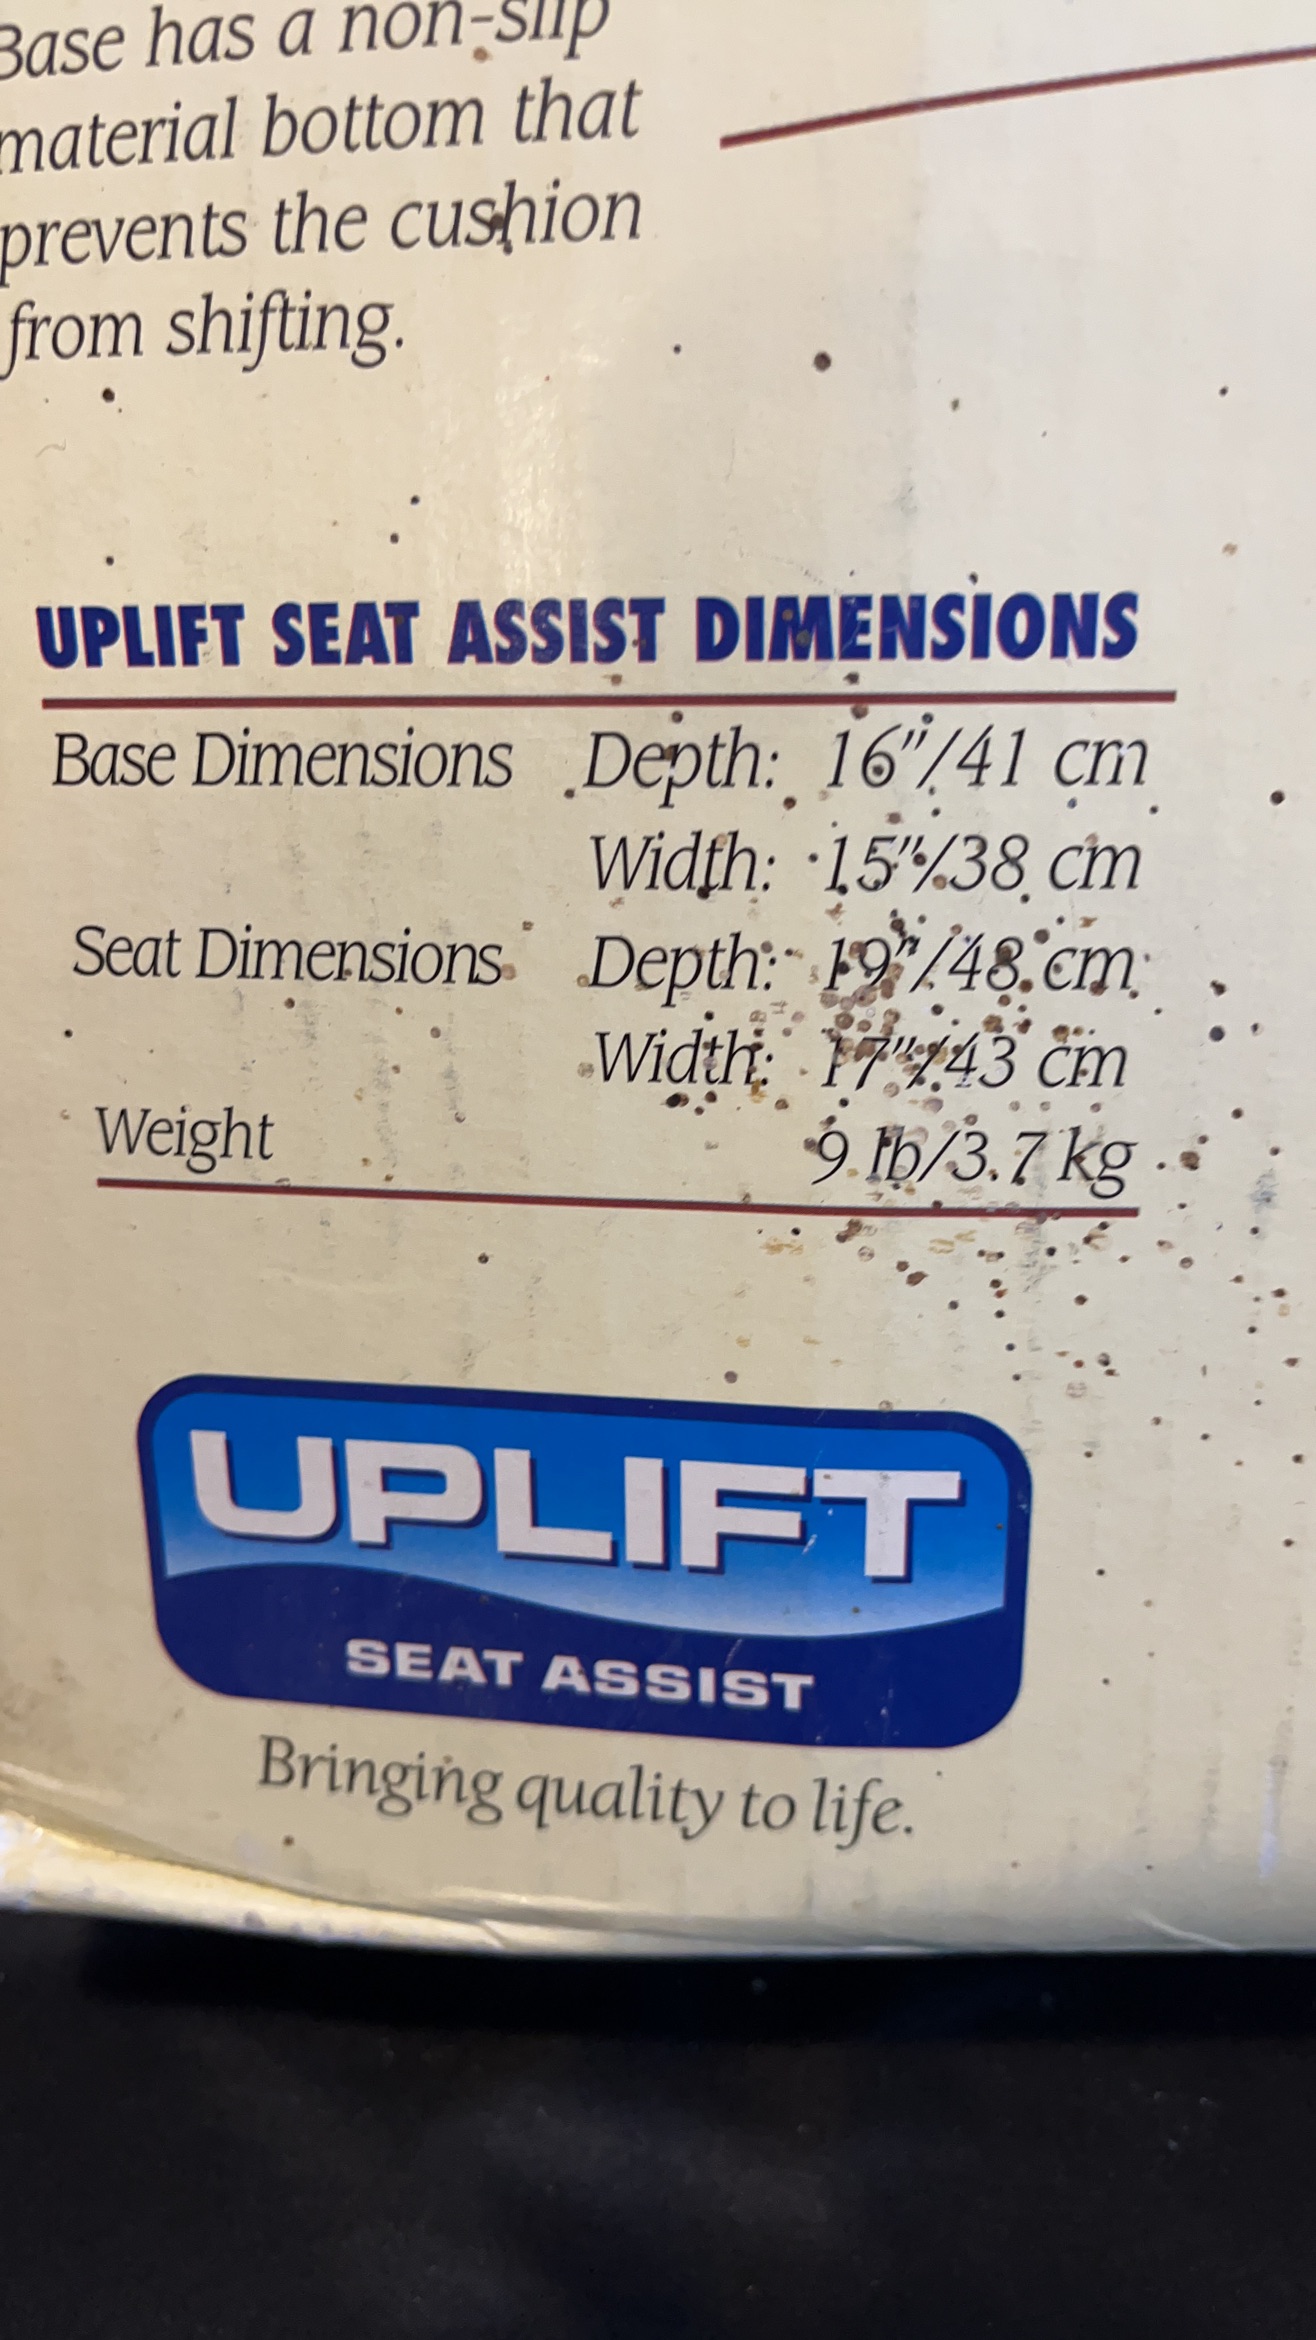 Base has a non-slip
material bottom that
prevents the cushion
from shifting.
UPLIFT SEAT ASSIST DIMENSIONS
Base Dimensions Depth: 16"/41 cm
Width: 15"/38 cm
Seat Dimensions Depth: 19"/48 cm
Width: 17"/43 cm
Weight 9 lb/3.7 kg
UPLIFT
SEAT ASSIST
Bringing quality to life.